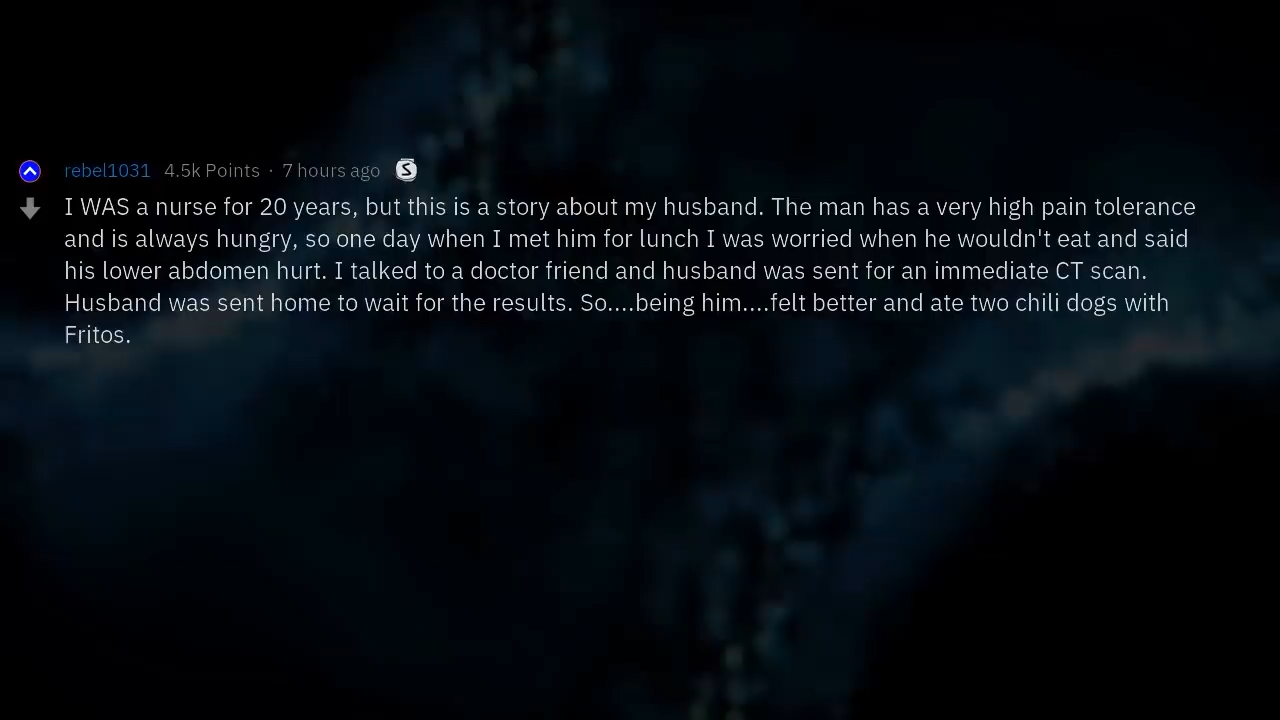 rebel1031 4.5k Points · 7 hours ago
I WAS a nurse for 20 years, but this is a story about my husband. The man has a very high pain tolerance
and is always hungry, so one day when I met him for lunch I was worried when he wouldn't eat and said
his lower abdomen hurt. I talked to a doctor friend and husband was sent for an immediate CT scan.
Husband was sent home to wait for the results. So....being him....felt better and ate two chili dogs with
Fritos.